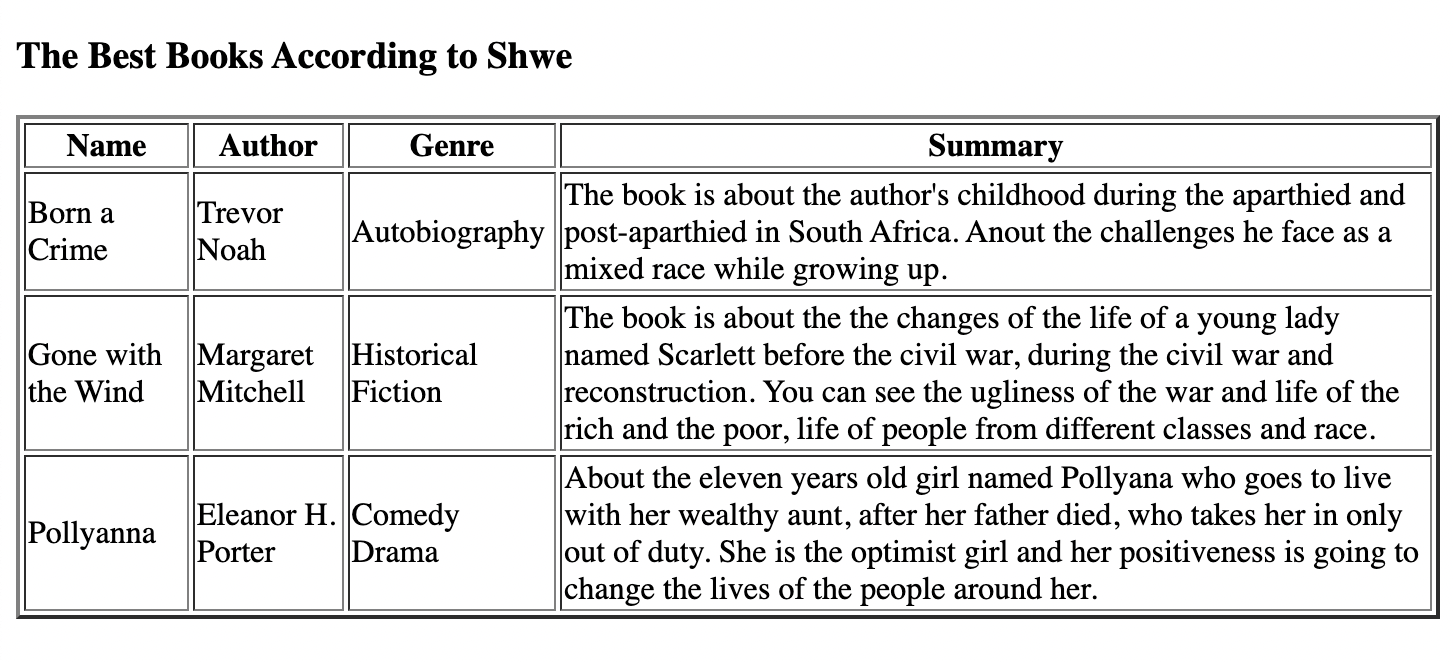 The Best Books According to Shwe
Name Author Genre Summary
Born a
Crime
Trevor
Noah
Autobiography
The book is about the author's childhood during the aparthied and
post-aparthied in South Africa. Anout the challenges he face as a
mixed race while growing up.
Gone with
the Wind
Margaret
Mitchell
Historical
Fiction
The book is about the the changes of the life of a young lady
named Scarlett before the civil war, during the civil war and
reconstruction. You can see the ugliness of the war and life of the
rich and the poor, life of people from different classes and race.
Pollyanna
Eleanor H.
Porter
Comedy
Drama
About the eleven years old girl named Pollyana who goes to live
with her wealthy aunt, after her father died, who takes her in only
out of duty. She is the optimist girl and her positiveness is going to
change the lives of the people around her.